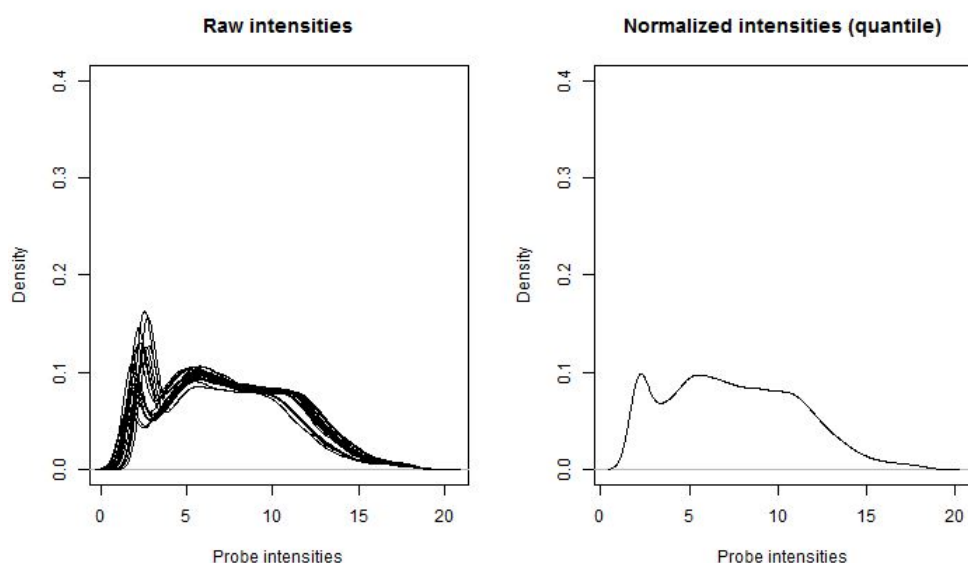 Raw intensities
Density
0.0
0.1
0.2
0.3
0.4
0 5 10 15 20
Probe intensities
Normalized intensities (quantile)
Density
0.0
0.1
0.2
0.3
0.4
0 5 10 15 20
Probe intensities